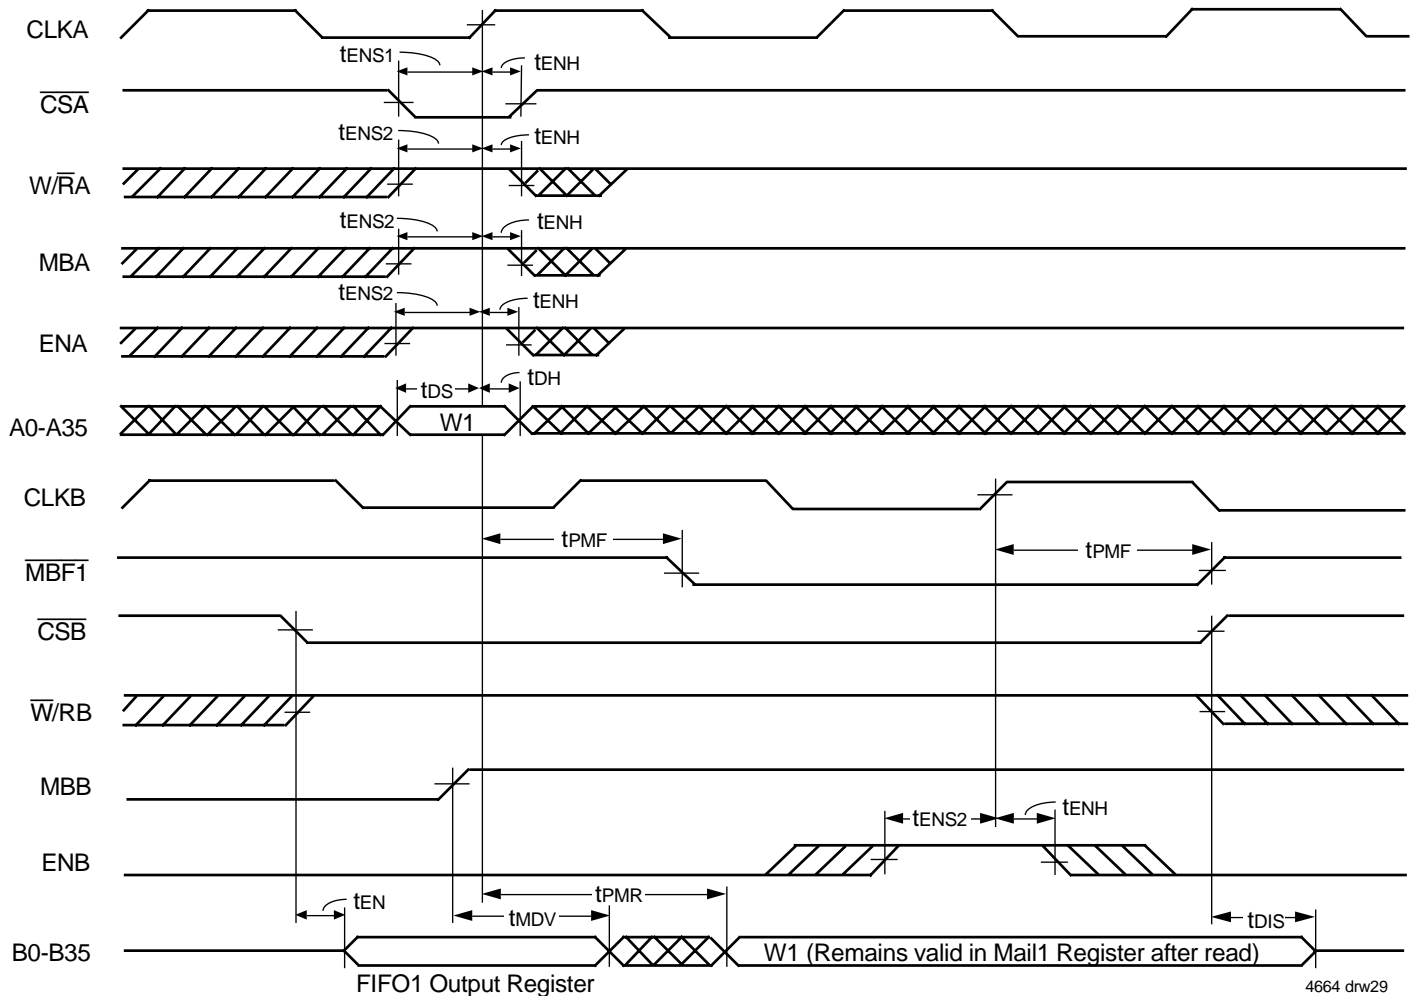 CLKA
tENS1
tENH
CSA
tENS2
tENH
W/RA
tENS2
tENH
MBA
tENS2
tENH
ENA
tDS
tDH
A0-A35
W1
CLKB
tPMF
tPMF
MBF1
CSB
W/RB
MBB
tENS2
tENH
ENB
tPMR
tEN
tMDV
tDIS
B0-B35
W1 (Remains valid in Mail1 Register after read)
FIFO1 Output Register
4664 drw29